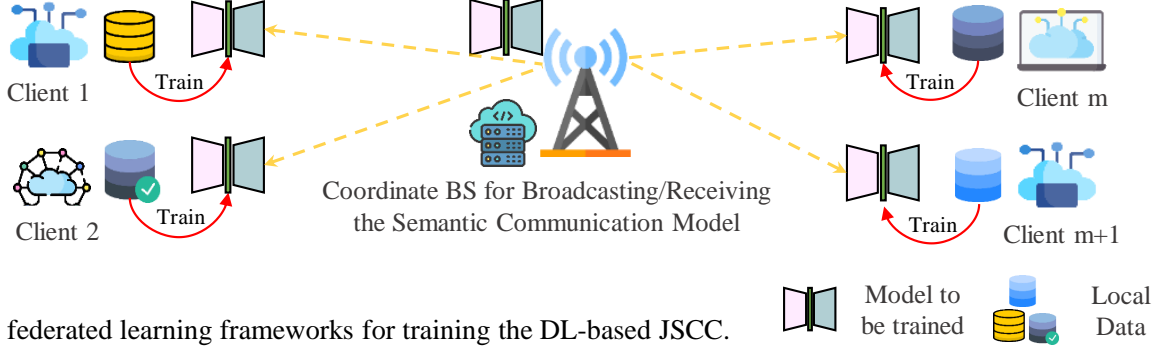 Client 1
Train
Train
Client m
Client 2
Train
Coordinate BS for Broadcasting/Receiving
the Semantic Communication Model
Train
Client m+1
federated learning frameworks for training the DL-based JSCC.
Model to
be trained
Local
Data